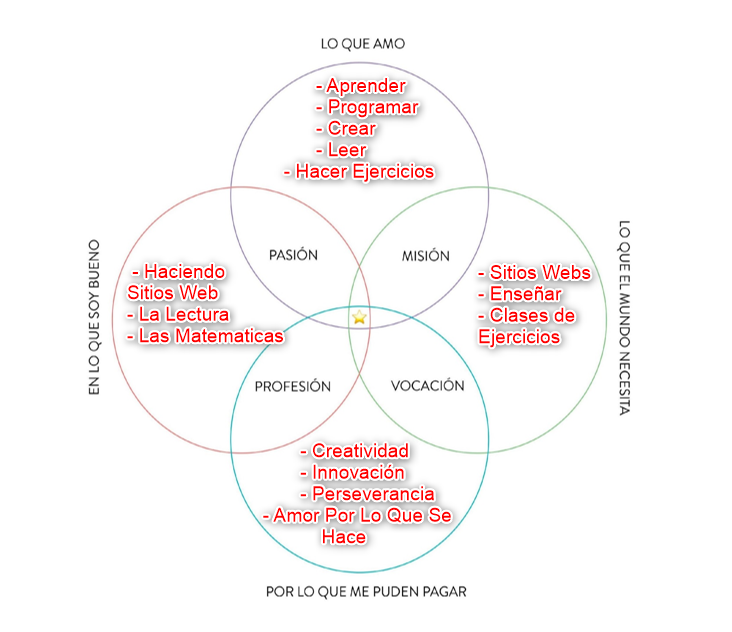 LO QUE AMO
- Aprender
- Programar
- Crear
- Leer
- Hacer Ejercicios
PASIÓN
MISIÓN
EN LO QUE SOY BUENO
- Haciendo
Sitios Web
- La Lectura
- Las Matematicas
- Sitios Webs
- Enseñar
- Clases de
Ejercicios
LO QUE EL MUNDO NECESITA
PROFESIÓN
VOCACIÓN
- Creatividad
- Innovación
- Perseverancia
- Amor Por Lo Que Se
Hace
POR LO QUE ME PUDEN PAGAR